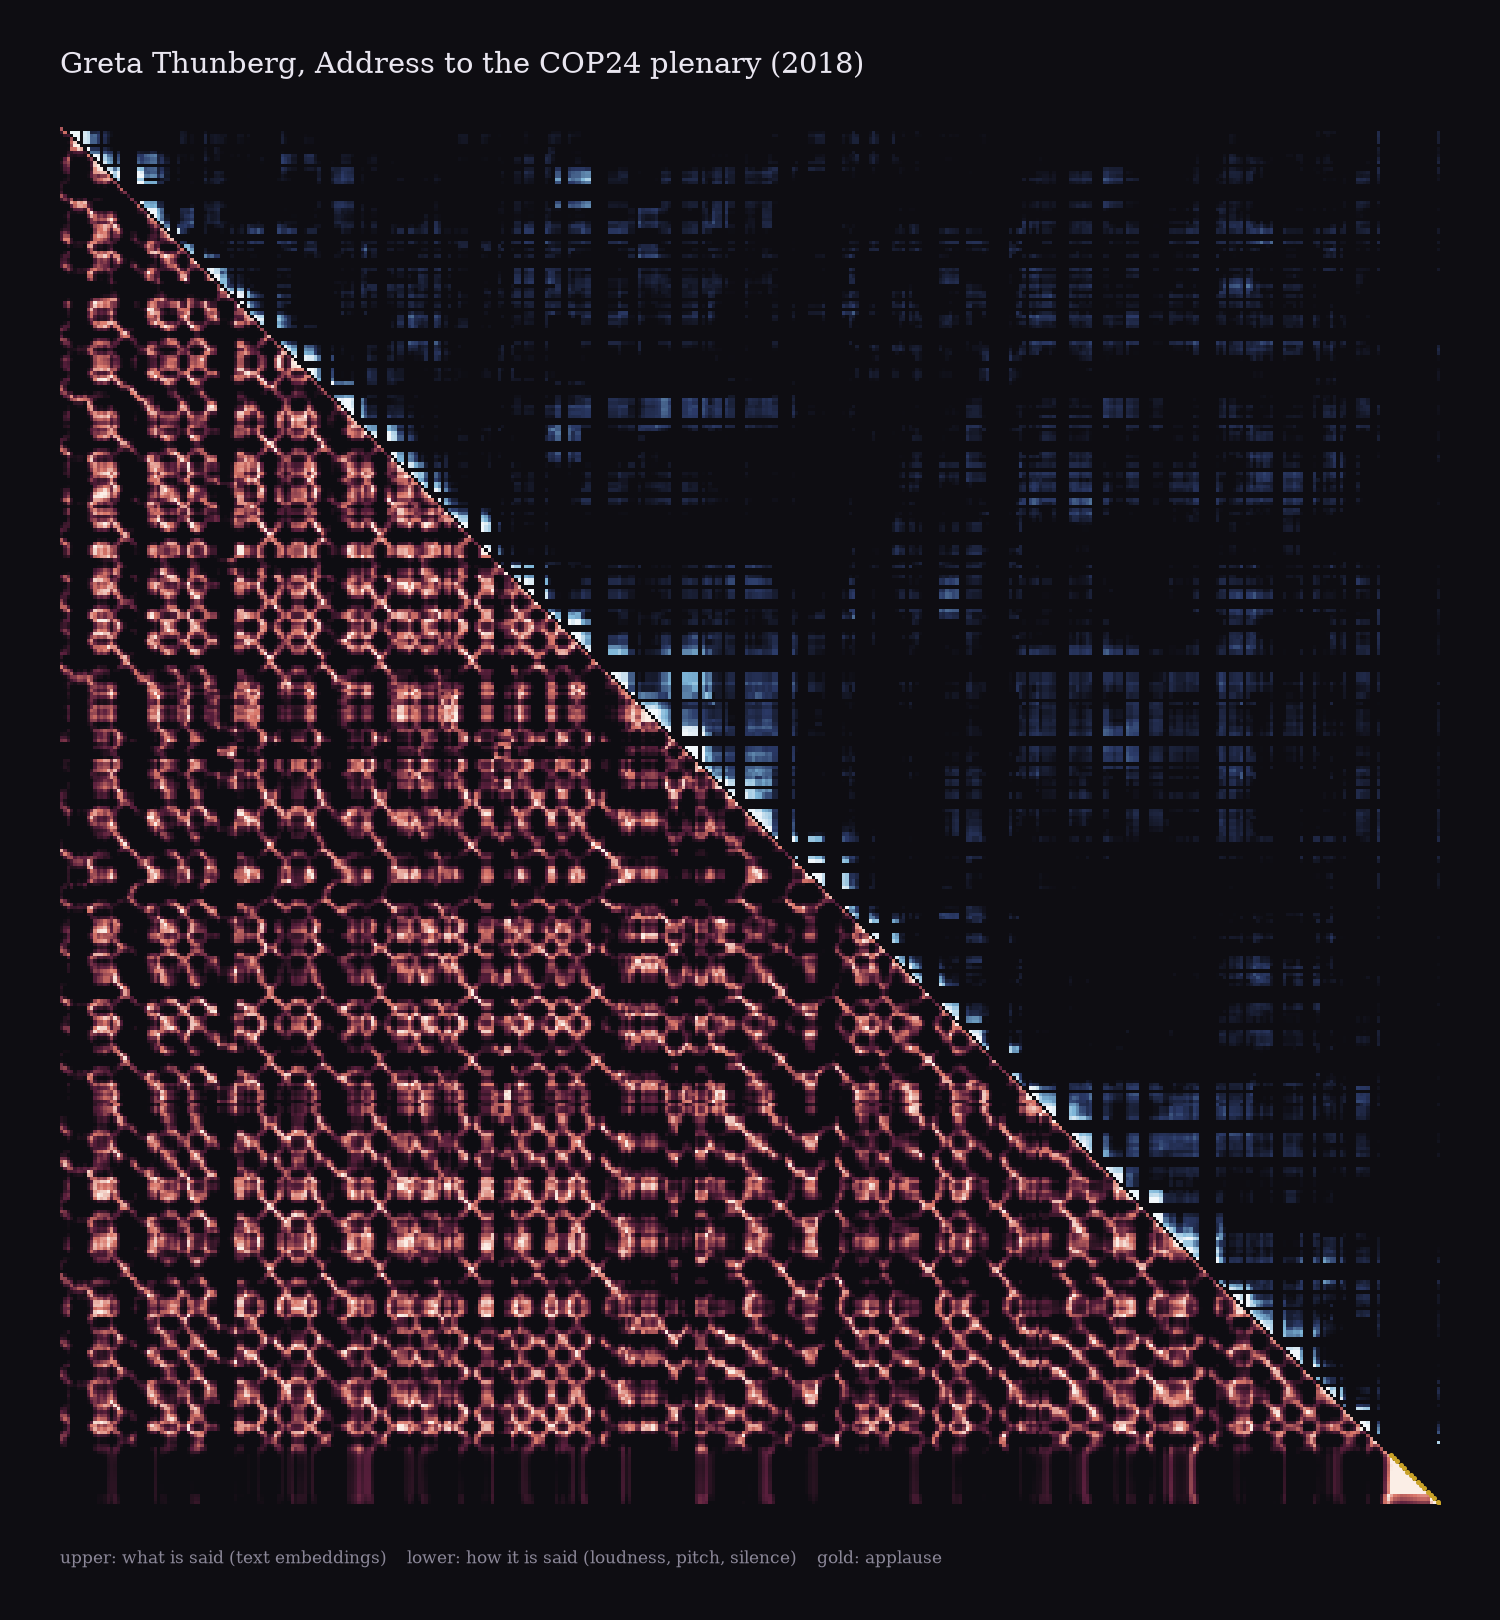 Greta Thunberg, Address to the COP24 plenary (2018)
upper: what is said (text embeddings)    lower: how it is said (loudness, pitch, silence)    gold: applause